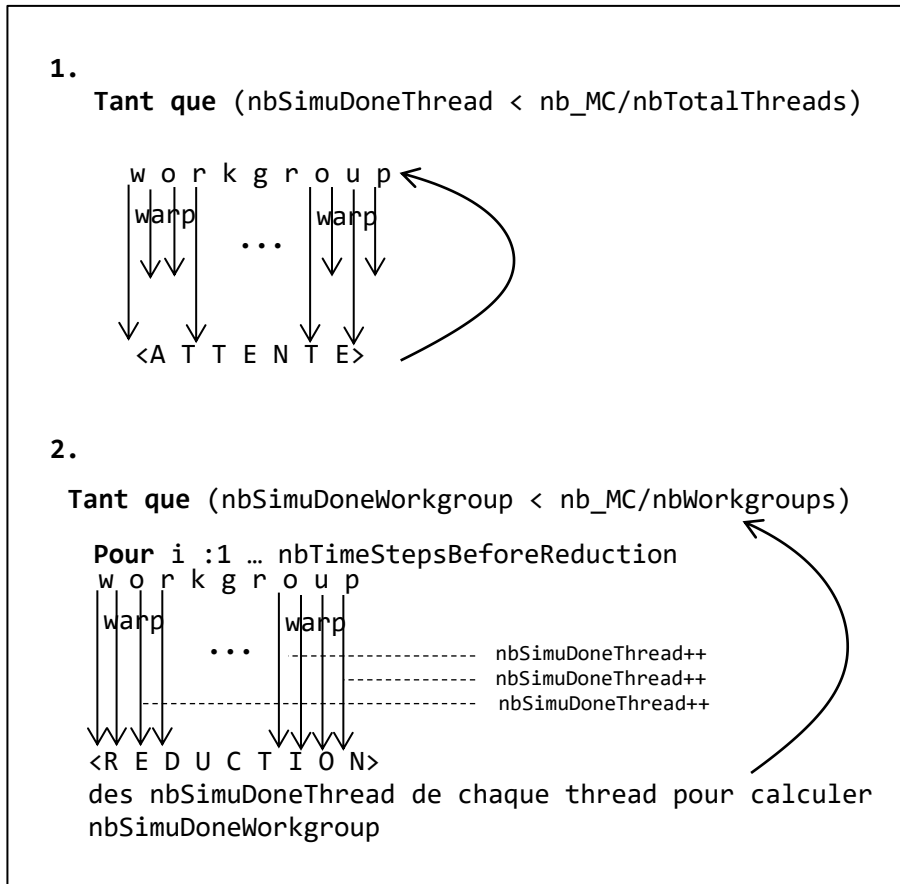 1.
Tant que (nbSimuDoneThread < nb_MC/nbTotalThreads)
w o r k g r o u p
warp ... warp
<A T T E N T E>
2.
Tant que (nbSimuDoneWorkgroup < nb_MC/nbWorkgroups)
Pour i :1 … nbTimeStepsBeforeReduction
w o r k g r o u p
warp ... warp
nbSimuDoneThread++
nbSimuDoneThread++
nbSimuDoneThread++
<R E D U C T I O N>
des nbSimuDoneThread de chaque thread pour calculer
nbSimuDoneWorkgroup